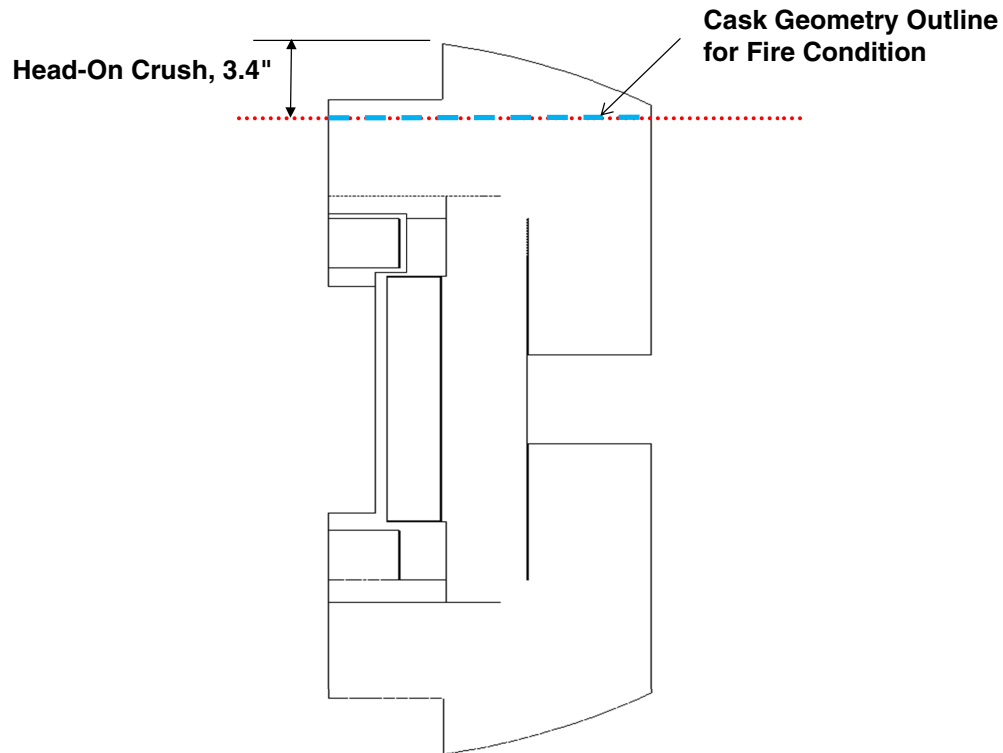 Cask Geometry Outline
for Fire Condition
Head-On Crush, 3.4"